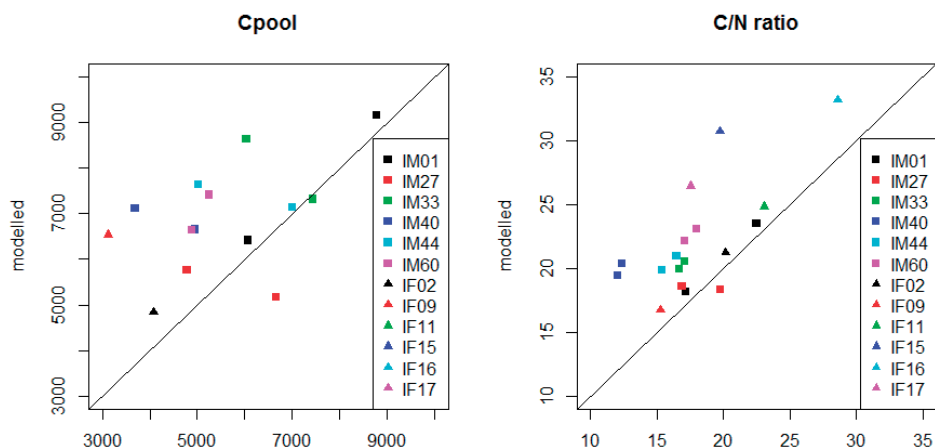 Cpool
C/N ratio
modelled
9000
7000
5000
3000
3000
5000
7000
9000
IM01
IM27
IM33
IM40
IM44
IM60
IF02
IF09
IF11
IF15
IF16
IF17
modelled
35
30
25
20
15
10
10
15
20
25
30
35
IM01
IM27
IM33
IM40
IM44
IM60
IF02
IF09
IF11
IF15
IF16
IF17